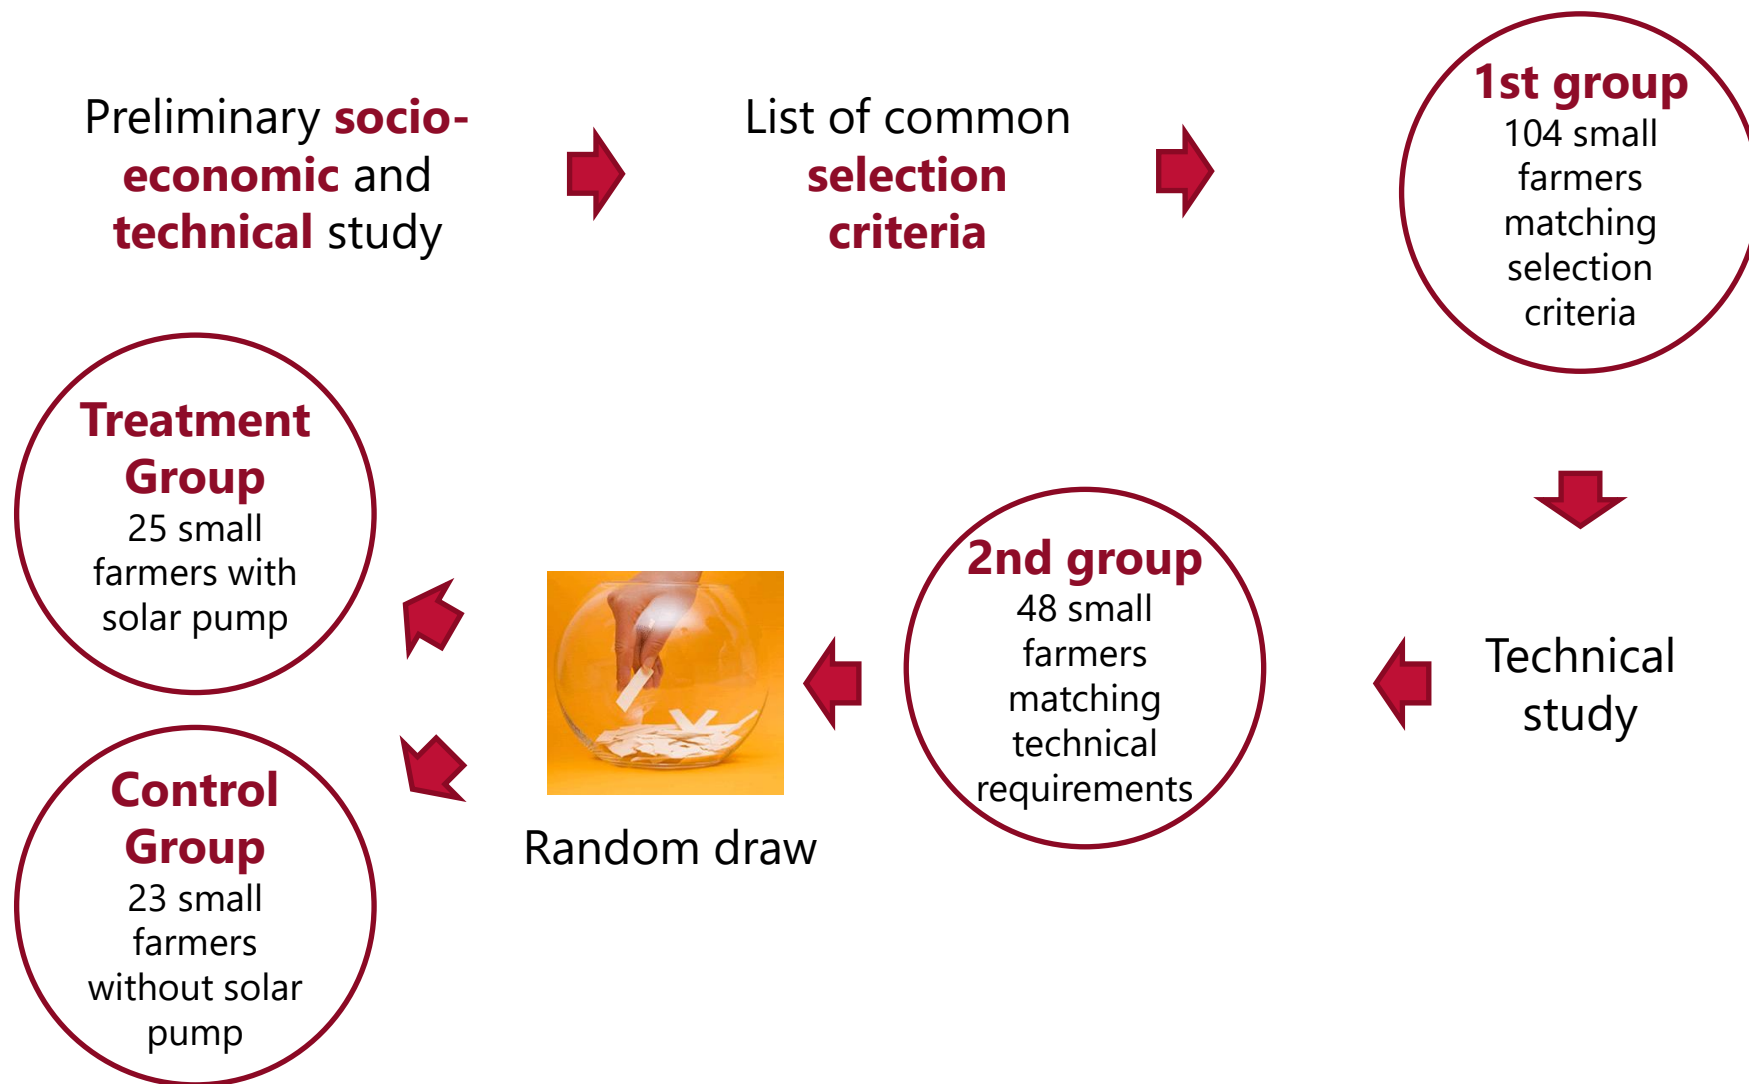 Preliminary socio-
economic and
technical study
List of common
selection
criteria
1st group
104 small
farmers
matching
selection
criteria
Technical
study
2nd group
48 small
farmers
matching
technical
requirements
Random draw
Treatment
Group
25 small
farmers with
solar pump
Control
Group
23 small
farmers
without solar
pump